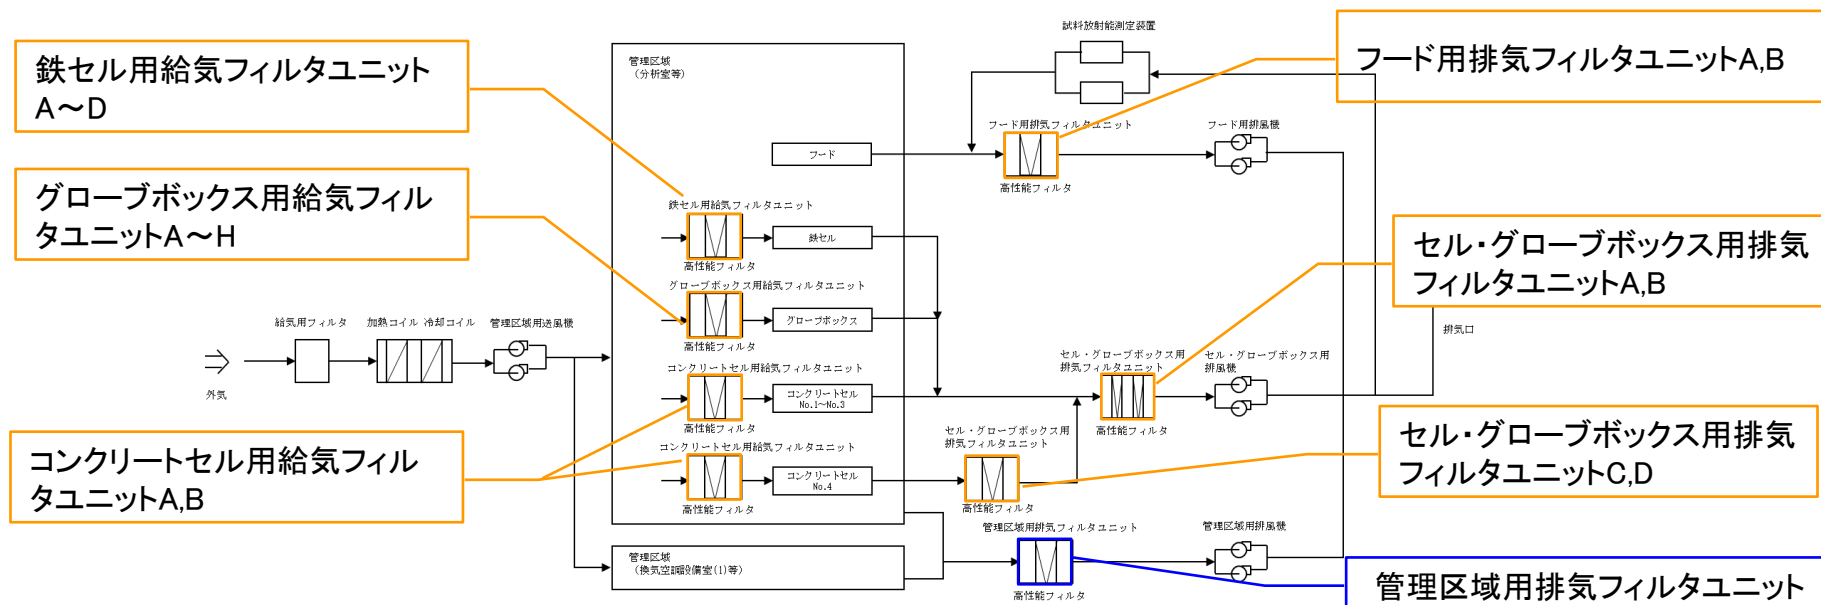 鉄セル用給気フィルタユニット
A～D
グローブボックス用給気フィル
タユニットA～H
コンクリートセル用給気フィル
タユニットA,B
外気
給気用フィルタ
加熱コイル 冷却コイル
管理区域用送風機
管理区域
(分析室等)
フード
鉄セル用給気フィルタユニット
鉄セル
高性能フィルタ
グローブボックス用給気フィルタユニット
グローブボックス
高性能フィルタ
コンクリートセル用給気フィルタユニット
コンクリートセル
No.1～No.3
高性能フィルタ
コンクリートセル用給気フィルタユニット
コンクリートセル
No.4
高性能フィルタ
管理区域
(換気空調設備室(1)等)
試料放射能測定装置
フード用排気フィルタユニット
高性能フィルタ
フード用排風機
セル・グローブボックス用
排気フィルタユニット
高性能フィルタ
セル・グローブボックス用
排風機
セル・グローブボックス用
排気フィルタユニット
高性能フィルタ
管理区域用排気フィルタユニット
高性能フィルタ
管理区域用排風機
排気口
フード用排気フィルタユニットA,B
セル・グローブボックス用排気
フィルタユニットA,B
セル・グローブボックス用排気
フィルタユニットC,D
管理区域用排気フィルタユニット